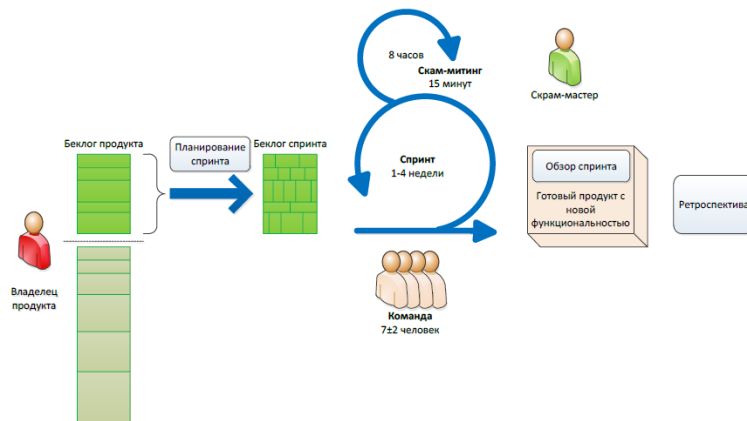 8 часов
Скам-митинг
15 минут
Скрам-мастер
Беклог продукта
Планирование
спринта
Беклог спринта
Спринт
1-4 недели
Обзор спринта
Готовый продукт с
новой
функциональностью
Ретроспектива
Владелец
продукта
Команда
7±2 человек